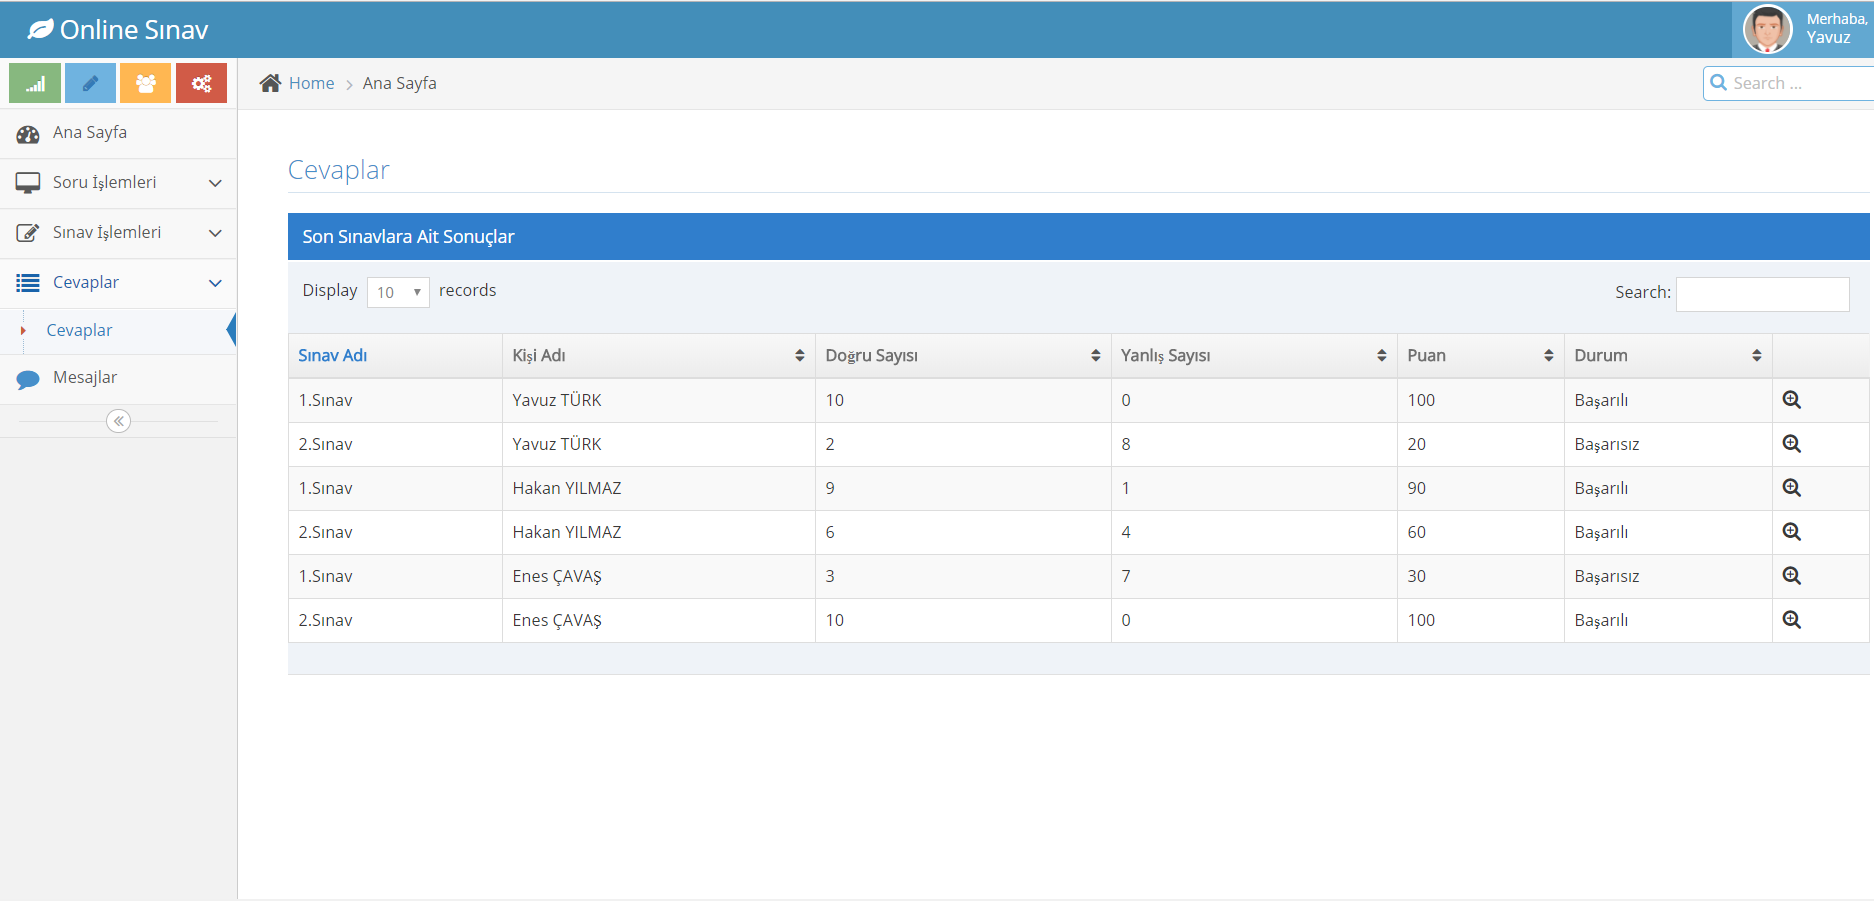 Online Sınav
Merhaba,
Yavuz
Home
Ana Sayfa
Search ...
Ana Sayfa
Soru İşlemleri
Sınav İşlemleri
Cevaplar
Cevaplar
Mesajlar
Cevaplar
Son Sınavlara Ait Sonuçlar
Display 10 records
Search:
Sınav Adı Kişi Adı Doğru Sayısı Yanlış Sayısı Puan Durum
1.Sınav Yavuz TÜRK 10 0 100 Başarılı
2.Sınav Yavuz TÜRK 2 8 20 Başarısız
1.Sınav Hakan YILMAZ 9 1 90 Başarılı
2.Sınav Hakan YILMAZ 6 4 60 Başarılı
1.Sınav Enes ÇAVAŞ 3 7 30 Başarısız
2.Sınav Enes ÇAVAŞ 10 0 100 Başarılı